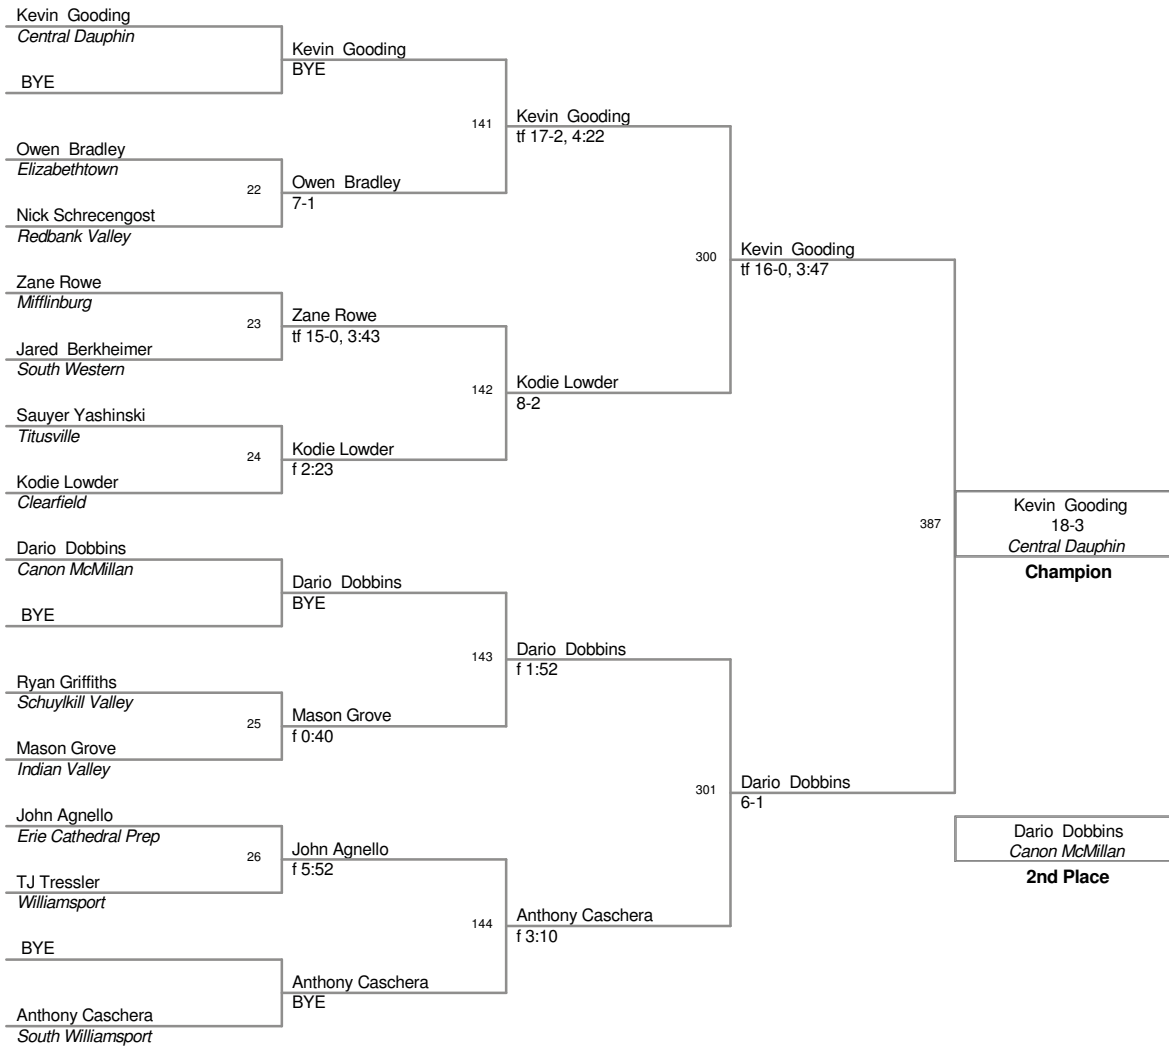 Kevin  Gooding
Central Dauphin
BYE
Owen  Bradley
Elizabethtown
22
Nick Schrecengost
Redbank Valley
Zane Rowe
Mifflinburg
23
Jared  Berkheimer
South Western
Sauyer Yashinski
Titusville
24
Kodie Lowder
Clearfield
Dario  Dobbins
Canon McMillan
BYE
Ryan Griffiths
Schuylkill Valley
25
Mason Grove
Indian Valley
John Agnello
Erie Cathedral Prep
26
TJ Tressler
Williamsport
BYE
Anthony Caschera
South Williamsport
Kevin  Gooding
BYE
141
Owen  Bradley
7-1
Zane Rowe
tf 15-0, 3:43
142
Kodie Lowder
f 2:23
Dario  Dobbins
BYE
143
Mason Grove
f 0:40
John Agnello
f 5:52
144
Anthony Caschera
BYE
Kevin  Gooding
tf 17-2, 4:22
300
Kodie Lowder
8-2
Dario  Dobbins
f 1:52
301
Anthony Caschera
f 3:10
Kevin  Gooding
tf 16-0, 3:47
387
Dario  Dobbins
6-1
Kevin  Gooding
18-3
Central Dauphin
Champion
Dario  Dobbins
Canon McMillan
2nd Place